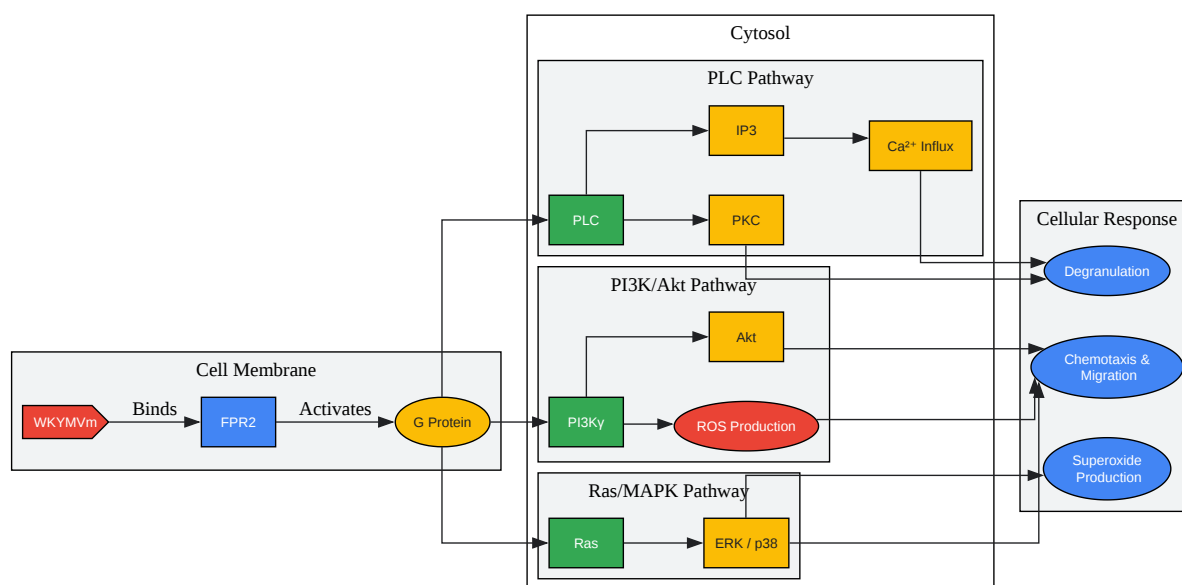 Cytosol
PLC Pathway
IP3
Ca²⁺ Influx
PLC
PKC
Cellular Response
Degranulation
PI3K/Akt Pathway
Akt
Chemotaxis &
Migration
Cell Membrane
WKYMVm
Binds
FPR2
Activates
G Protein
PI3Kγ
ROS Production
Superoxide
Production
Ras/MAPK Pathway
Ras
ERK / p38